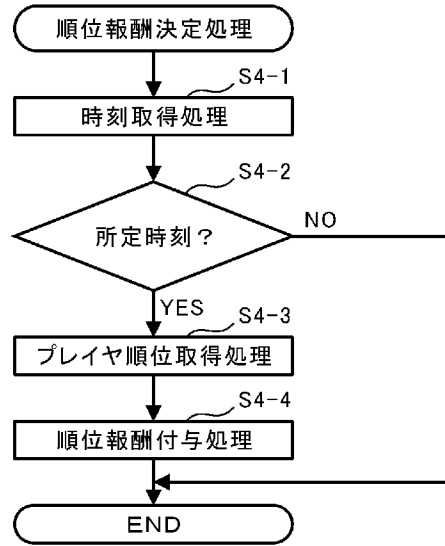 順位報酬決定処理
S4-1
時刻取得処理
S4-2
所定時刻？
NO
YES
S4-3
プレイヤ順位取得処理
S4-4
順位報酬付与処理
END